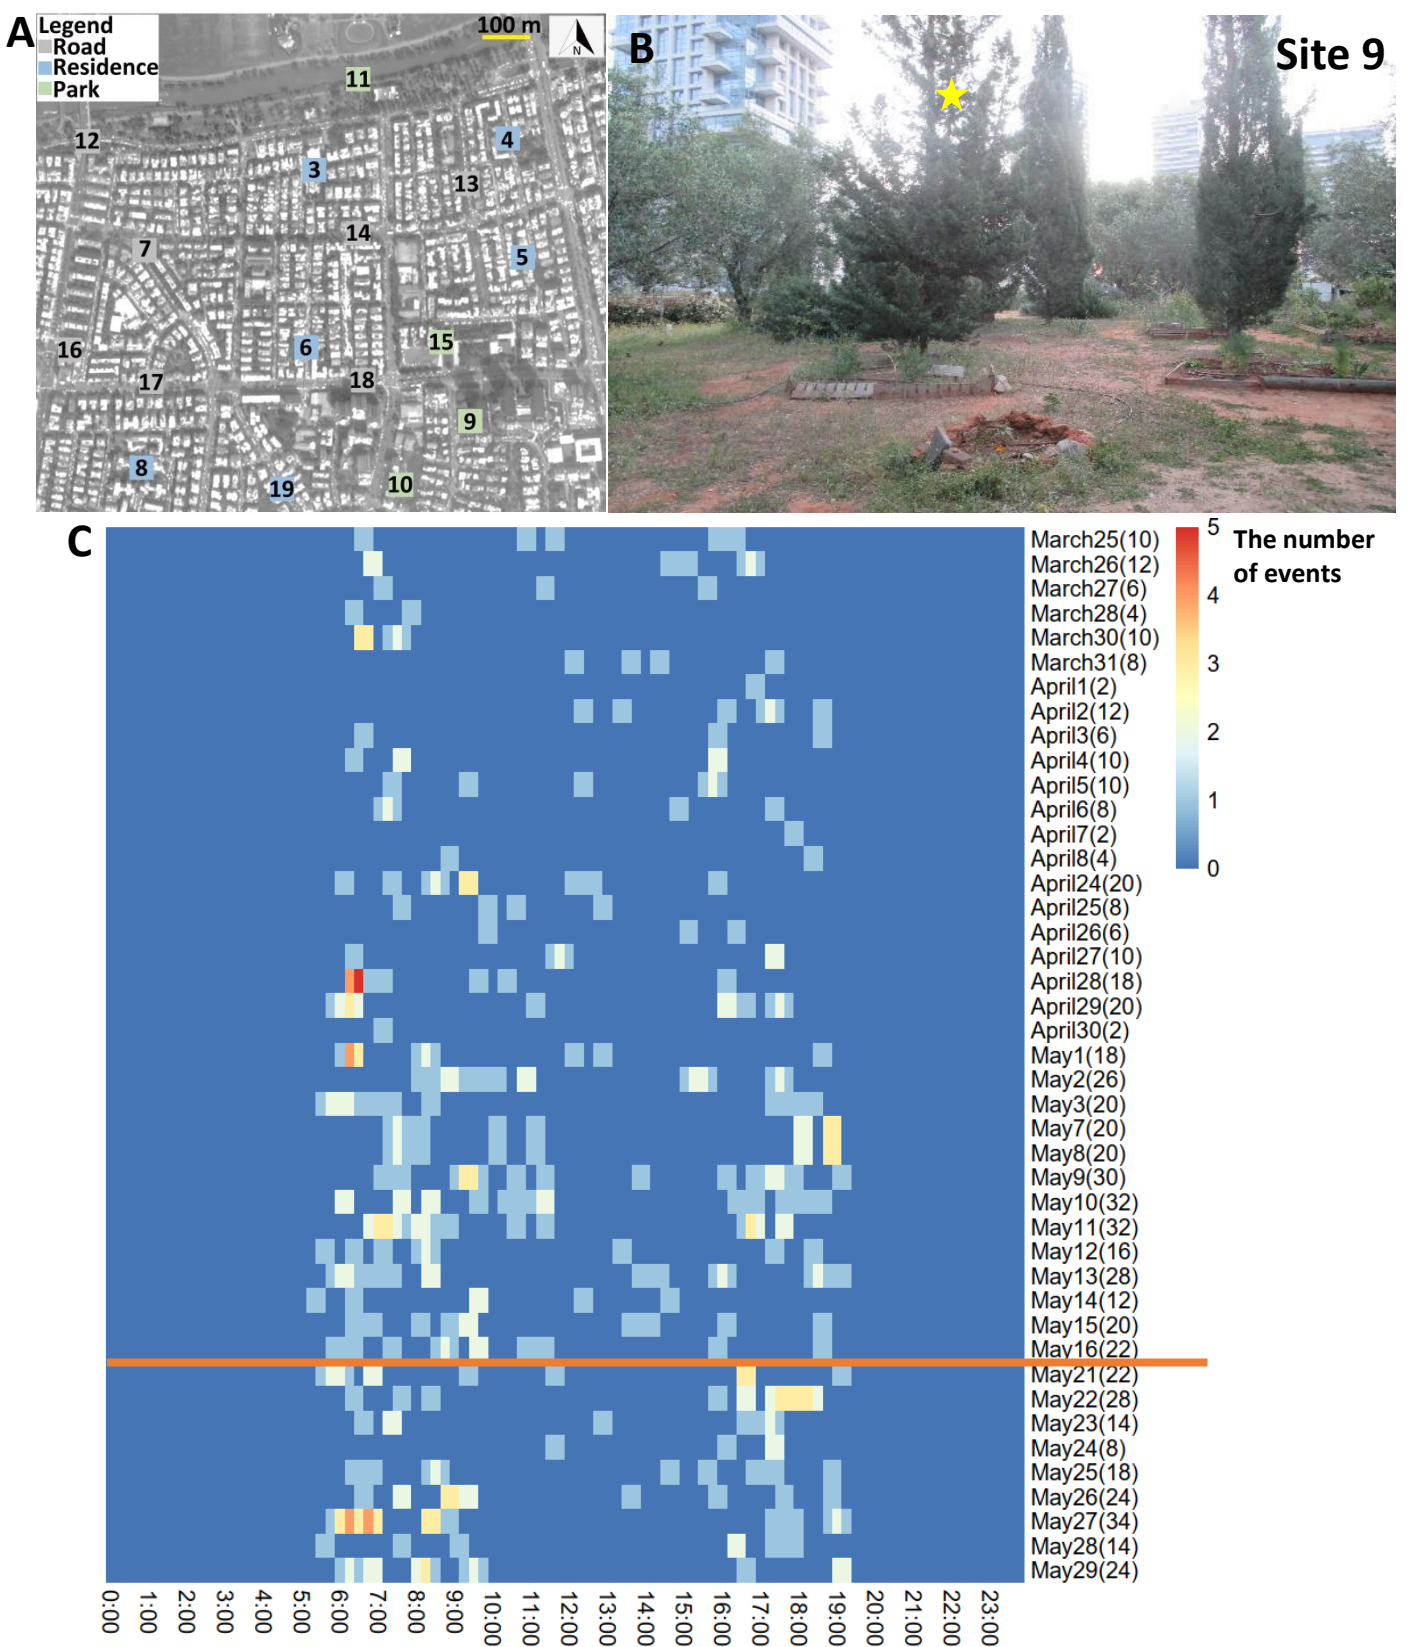 A
Legend
Road
Residence
Park
100 m
N
11
12
4
3
13
14
7
5
15
6
16
17
18
9
8
19
10
B
Site 9
C
March25(10)
March26(12)
March27(6)
March28(4)
March30(10)
March31(8)
April1(2)
April2(12)
April3(6)
April4(10)
April5(10)
April6(8)
April7(2)
April8(4)
April24(20)
April25(8)
April26(6)
April27(10)
April28(18)
April29(20)
April30(2)
May1(18)
May2(26)
May3(20)
May7(20)
May8(20)
May9(30)
May10(32)
May11(32)
May12(16)
May13(28)
May14(12)
May15(20)
May16(22)
May21(22)
May22(28)
May23(14)
May24(8)
May25(18)
May26(24)
May27(34)
May28(14)
May29(24)
5
4
3
2
1
0
The number
of events
0:00
1:00
2:00
3:00
4:00
5:00
6:00
7:00
8:00
9:00
10:00
11:00
12:00
13:00
14:00
15:00
16:00
17:00
18:00
19:00
20:00
21:00
22:00
23:00